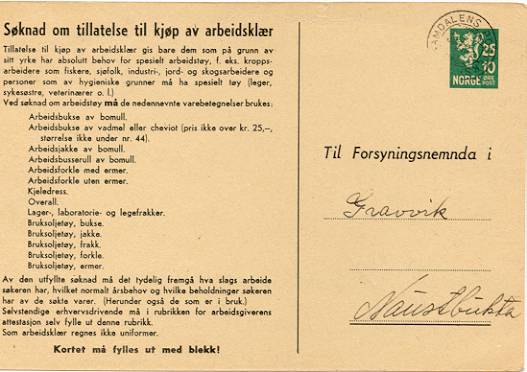 Søknad om tillatelse til kjøp av arbeidsklær
Tillatelse til kjøp av arbeidsklær gis bare dem som på grunn av
sitt yrke har absolutt behov for spesielt arbeidstøy, f. eks. kropps-
arbeidere som fiskere, sjøfolk, industri-, jord- og skogsarbeidere og
personer som av hygieniske grunner må ha spesielt tøy (leger,
sykesøstre, veterinærer o. l.)
Ved søknad om arbeidstøy må de nedennevnte varebetegnelser brukes:
Arbeidsbukse av bomull.
Arbeidsbukse av vadmel eller cheviot (pris ikke over kr. 25,–,
størrelse ikke under nr. 44).
Arbeidsjakke av bomull.
Arbeidsbusserull av bomull.
Arbeidsforkle med ermer.
Arbeidsforkle uten ermer.
Kjeledress.
Overall.
Lager-, laboratorie- og legefrakker.
Bruksoljetøy, bukse.
Bruksoljetøy, jakke.
Bruksoljetøy, frakk.
Bruksoljetøy, forkle.
Bruksoljetøy, ermer.
Av den utfyllte søknad må det tydelig fremgå hva slags arbeide
søkeren har, hvilket normalt årsbehov og hvilke beholdninger søkeren
har av de søkte varer. (Herunder også de som er i bruk.)
Selvstendige erhvervsdrivende må i rubrikken for arbeidsgiverens
attestasjon selv fylle ut denne rubrikk.
Som arbeidsklær regnes ikke uniformer.
Kortet må fylles ut med blekk!
MDALENS
25
10
NORGE
Til Forsyningsnemnda i
Gravvik
Naustbukta